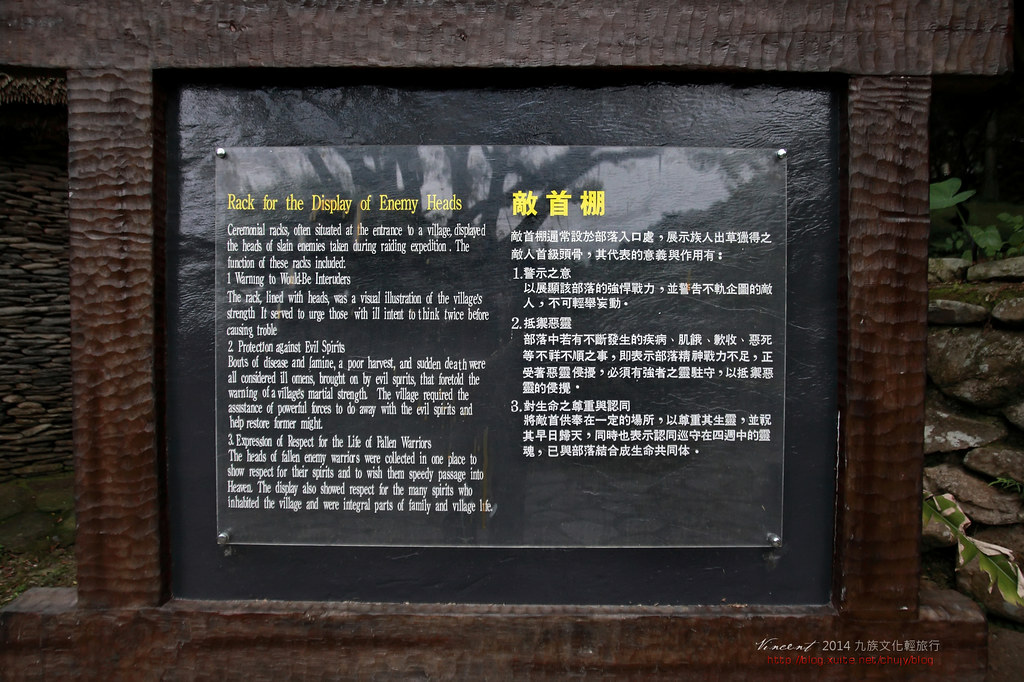 Rack for the Display of Enemy Heads
Ceremonial racks, often situated at the entrance to a village, displayed
the heads of slain enemies taken during raiding expedition. The
function of these racks included:
1 Warning to Would-Be Intruders
The rack, lined with heads, was a visual illustration of the village's
strength It served to urge those with ill intent to think twice before
causing troble
2 Protection against Evil Spirits
Bouts of disease and famine, a poor harvest, and sudden death were
all considered ill omens, brought on by evil spirits, that foretold the
warning of a village's martial strength. The village required the
assistance of powerful forces to do away with the evil spirits and
help restore former might.
3. Expression of Respect for the Life of Fallen Warriors
The heads of fallen enemy warriors were collected in one place to
show respect for their spirits and to wish them speedy passage into
Heaven. The display also showed respect for the many spirits who
inhabited the village and were integral parts of family and village life.
敵首棚
敵首棚通常設於部落入口處，展示族人出草獵得之
敵人首級頭骨，其代表的意義與作用有：
1.警示之意
以展顯該部落的強悍戰力，並警告不軌企圖的敵
人，不可輕舉妄動。
2.抵禦惡靈
部落中若有不斷發生的疾病、肌餓、歉收、惡死
等不祥不順之事，即表示部落精神戰力不足，正
受著惡靈侵擾，必須有強者之靈駐守，以抵禦惡
靈的侵擾。
3.對生命之尊重與認同
將敵首供奉在一定的場所，以尊重其生靈，並祝
其早日歸天，同時也表示認同巡守在四週中的靈
魂，已與部落結合成生命共同体。
Vincent 2014 九族文化輕旅行
http://blog.xuite.net/bhujy/blog